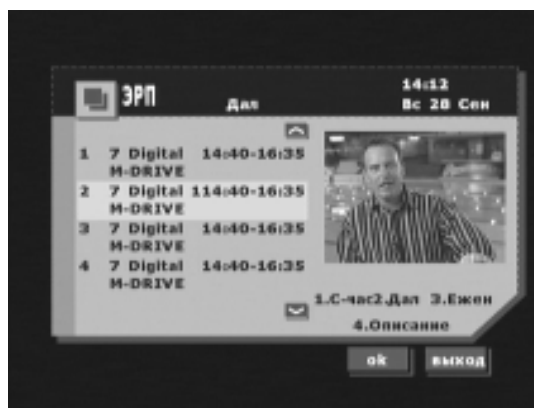 ЭРП
Дал
14:12
Вс 28 Сен
1 7 Digital 14:40-16:35
M-DRIVE
2 7 Digital 114:40-16:35
M-DRIVE
3 7 Digital 14:40-16:35
M-DRIVE
4 7 Digital 14:40-16:35
M-DRIVE
1.С-час2.Дал 3.Ежен
4.Описание
ok выход